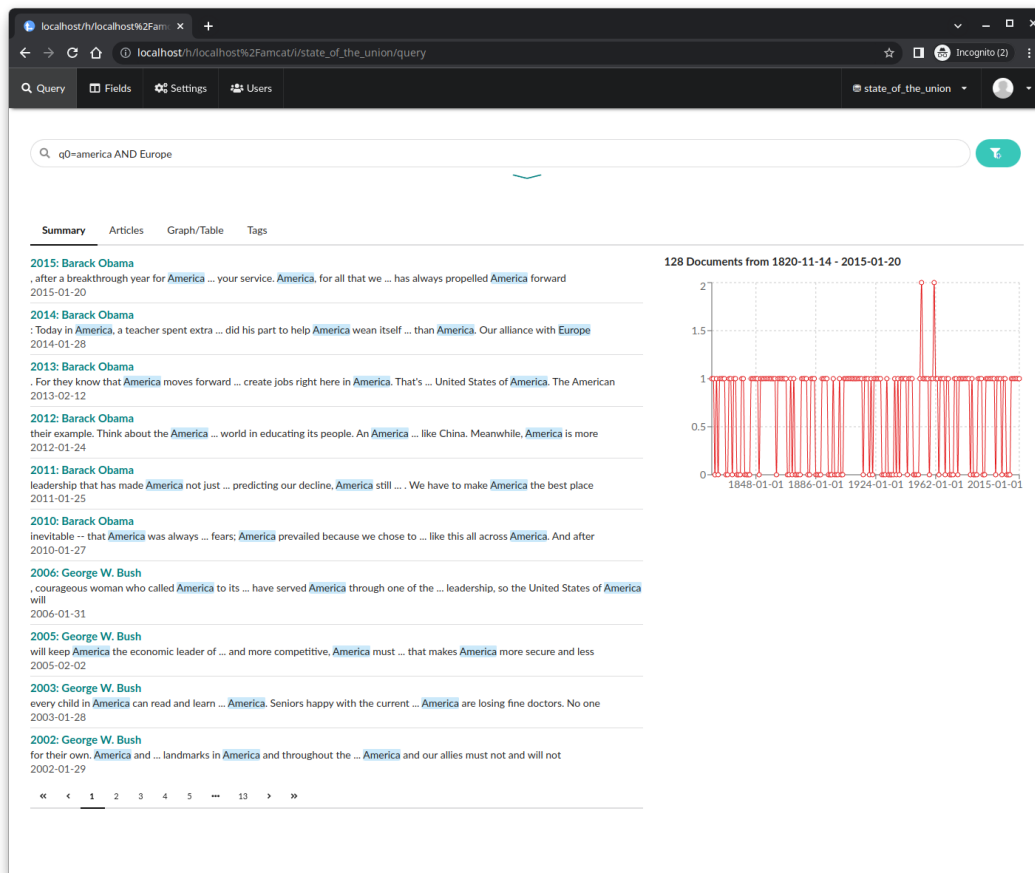 localhost/h/localhost%2Fam
localhost/h/localhost%2Famcat/i/state_of_the_union/query
Incognito (2)
Query Fields Settings Users state_of_the_union
q0=america AND Europe
Summary Articles Graph/Table Tags
2015: Barack Obama
, after a breakthrough year for America ... your service. America, for all that we ... has always propelled America forward
2015-01-20
2014: Barack Obama
: Today in America, a teacher spent extra ... did his part to help America wean itself ... than America. Our alliance with Europe
2014-01-28
2013: Barack Obama
. For they know that America moves forward ... create jobs right here in America. That's ... United States of America. The American
2013-02-12
2012: Barack Obama
their example. Think about the America ... world in educating its people. An America ... like China. Meanwhile, America is more
2012-01-24
2011: Barack Obama
leadership that has made America not just ... predicting our decline, America still ... . We have to make America the best place
2011-01-25
2010: Barack Obama
inevitable -- that America was always ... fears; America prevailed because we chose to ... like this all across America. And after
2010-01-27
2006: George W. Bush
, courageous woman who called America to its ... have served America through one of the ... leadership, so the United States of America
will
2006-01-31
2005: George W. Bush
will keep America the economic leader of ... and more competitive, America must ... that makes America more secure and less
2005-02-02
2003: George W. Bush
every child in America can read and learn ... America. Seniors happy with the current ... America are losing fine doctors. No one
2003-01-28
2002: George W. Bush
for their own. America and ... landmarks in America and throughout the ... America and our allies must not and will not
2002-01-29
« ‹ 1 2 3 4 5 ••• 13 › »
128 Documents from 1820-11-14 - 2015-01-20
2
1.5
1
0.5
0
1848-01-01 1886-01-01 1924-01-01 1962-01-01 2015-01-01